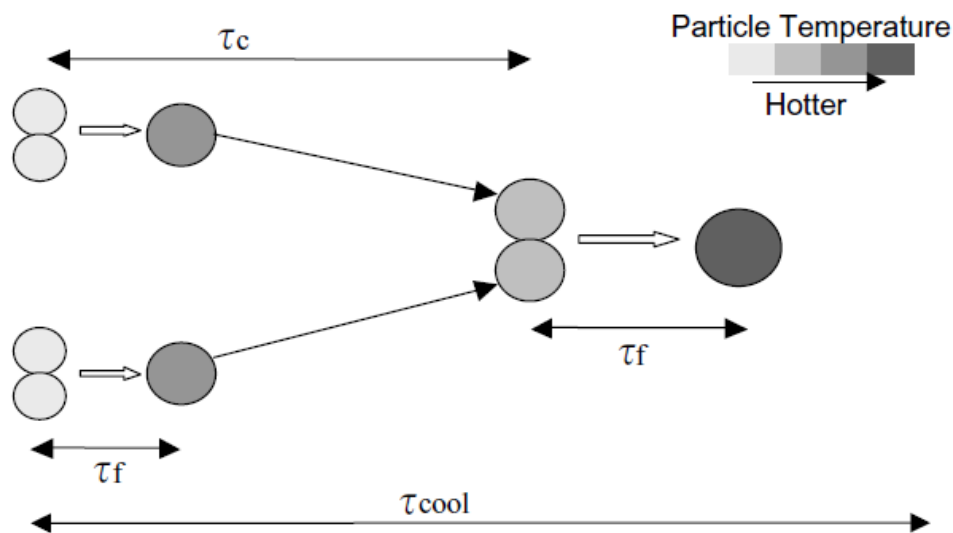 τc
Particle Temperature
Hotter
τf
τf
τcool